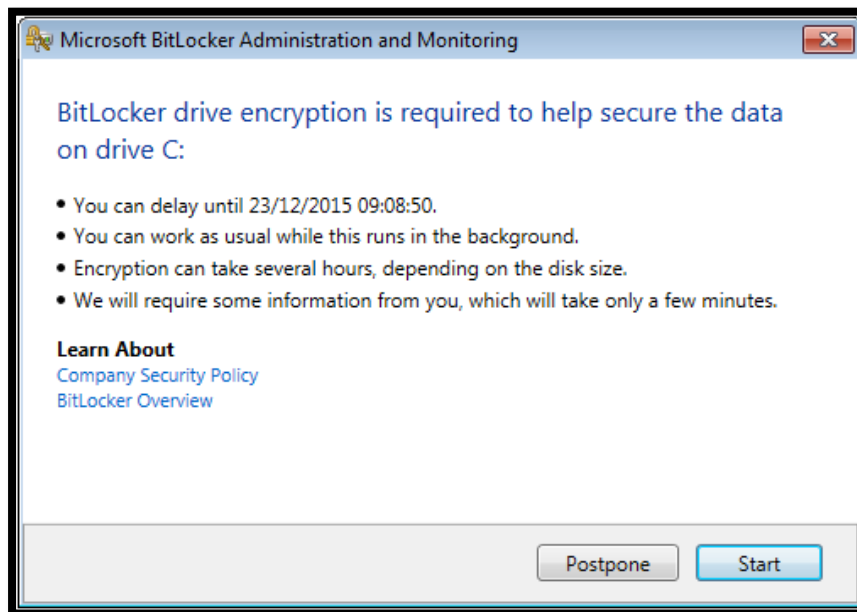 Microsoft BitLocker Administration and Monitoring
BitLocker drive encryption is required to help secure the data
on drive C:
• You can delay until 23/12/2015 09:08:50.
• You can work as usual while this runs in the background.
• Encryption can take several hours, depending on the disk size.
• We will require some information from you, which will take only a few minutes.
Learn About
Company Security Policy
BitLocker Overview
Postpone
Start